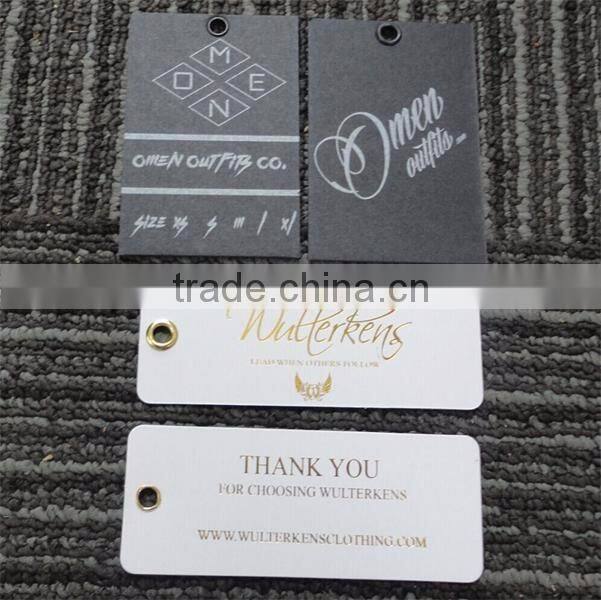 M
O E
N
OMEN OUTFITS CO.
SIZE XS S M / XL
Omen
outfits
trade.china.cn
Wulterkens
LEAD WHEN OTHERS FOLLOW
THANK YOU
FOR CHOOSING WULTERKENS
WWW.WULTERKENSCLOTHING.COM